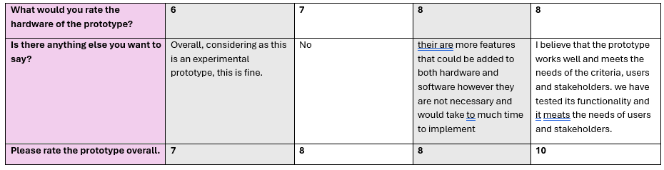 What would you rate the
hardware of the prototype?
6
7
8
8
Is there anything else you want to
say?
Overall, considering as this
is an experimental
prototype, this is fine.
No
their are more features
that could be added to
both hardware and
software however they
are not necessary and
would take to much time
to implement
I believe that the prototype
works well and meets the
needs of the criteria, users
and stakeholders. we have
tested its functionality and
it meats the needs of users
and stakeholders.
Please rate the prototype overall.
7
8
8
10